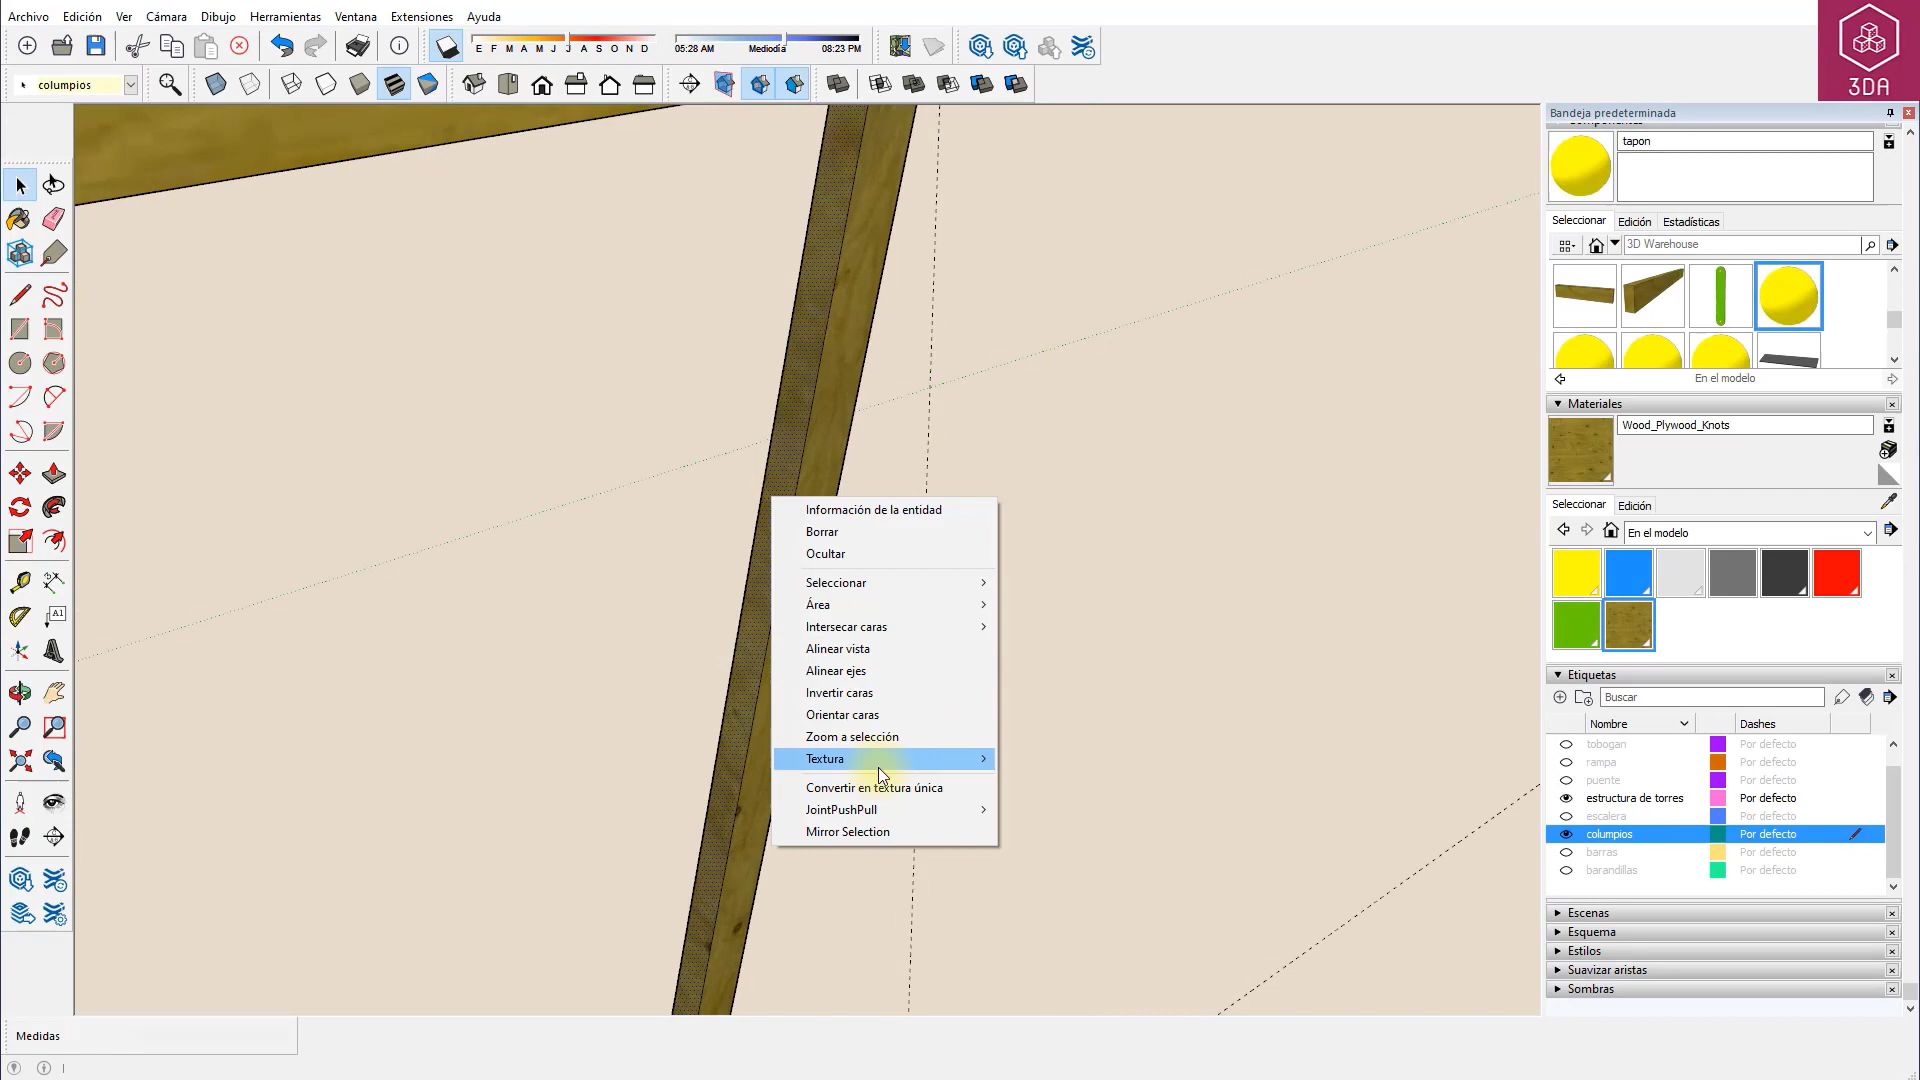 Archivo Edición Ver Cámara Dibujo Herramientas Ventana Extensiones Ayuda
E F M A M J J A S O N D
05:28 AM Mediodía 08:23 PM
3DA
columpios
Bandeja predeterminada
tapon
Seleccionar Edición Estadísticas
3D Warehouse
En el modelo
Materiales
Wood_Plywood_Knots
Seleccionar Edición
En el modelo
Etiquetas
Buscar
Nombre Dashes
tobogan Por defecto
rampa Por defecto
puente Por defecto
estructura de torres Por defecto
escalera Por defecto
columpios Por defecto
barras Por defecto
barandillas Por defecto
Escenas
Esquema
Estilos
Suavizar aristas
Sombras
A1
Información de la entidad
Borrar
Ocultar
Seleccionar
Área
Intersecar caras
Alinear vista
Alinear ejes
Invertir caras
Orientar caras
Zoom a selección
Textura
Convertir en textura única
JointPushPull
Mirror Selection
Medidas